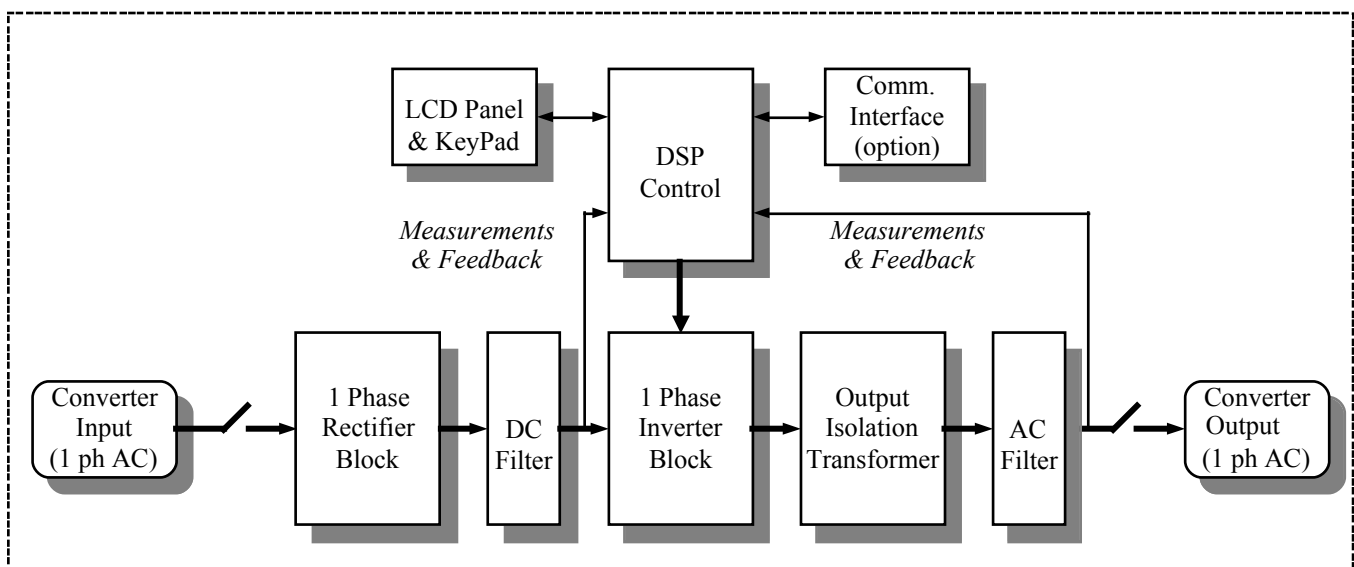 LCD Panel
& KeyPad
DSP
Control
Comm.
Interface
(option)
Measurements
& Feedback
Measurements
& Feedback
Converter
Input
(1 ph AC)
1 Phase
Rectifier
Block
DC
Filter
1 Phase
Inverter
Block
Output
Isolation
Transformer
AC
Filter
Converter
Output
(1 ph AC)